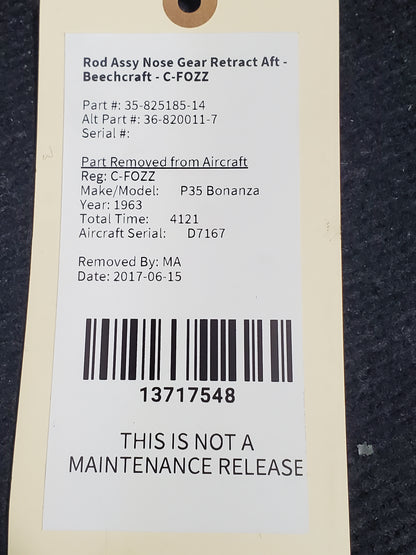 Rod Assy Nose Gear Retract Aft -
Beechcraft - C-FOZZ
Part #: 35-825185-14
Alt Part #: 36-820011-7
Serial #:
Part Removed from Aircraft
Reg: C-FOZZ
Make/Model: P35 Bonanza
Year: 1963
Total Time: 4121
Aircraft Serial: D7167
Removed By: MA
Date: 2017-06-15
13717548
THIS IS NOT A
MAINTENANCE RELEASE